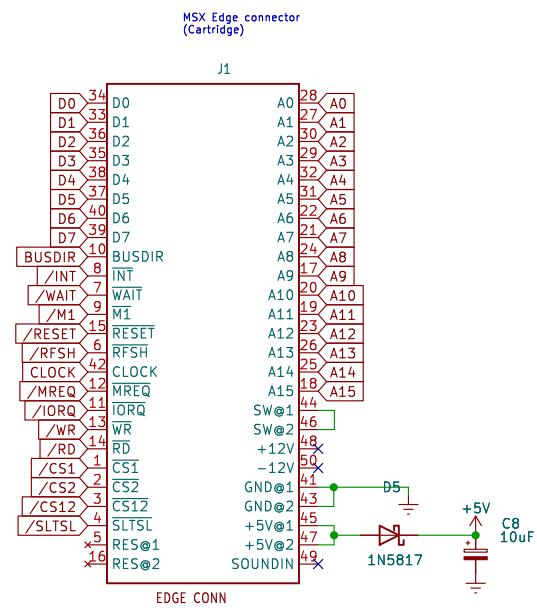 MSX Edge connector
(Cartridge)
J1
D0 34 D0 A0 28 A0
D1 33 D1 A1 27 A1
D2 36 D2 A2 30 A2
D3 35 D3 A3 29 A3
D4 38 D4 A4 32 A4
D5 37 D5 A5 31 A5
D6 40 D6 A6 22 A6
D7 39 D7 A7 21 A7
BUSDIR 10 BUSDIR A8 24 A8
/INT 8 INT A9 17 A9
/WAIT 7 WAIT A10 20 A10
/M1 9 M1 A11 19 A11
/RESET 15 RESET A12 23 A12
/RFSH 6 RFSH A13 26 A13
CLOCK 42 CLOCK A14 25 A14
/MREQ 12 MREQ A15 18 A15
/IORQ 11 IORQ SW@1 44
/WR 13 WR SW@2 46
/RD 14 RD +12V 48
/CS1 1 CS1 -12V 50
/CS2 2 CS2 GND@1 41 D5
/CS12 3 CS12 GND@2 43 +5V
/SLTSL 4 SLTSL +5V@1 45 C8
5 RES@1 +5V@2 47 10uF
16 RES@2 SOUNDIN 49 1N5817
EDGE CONN